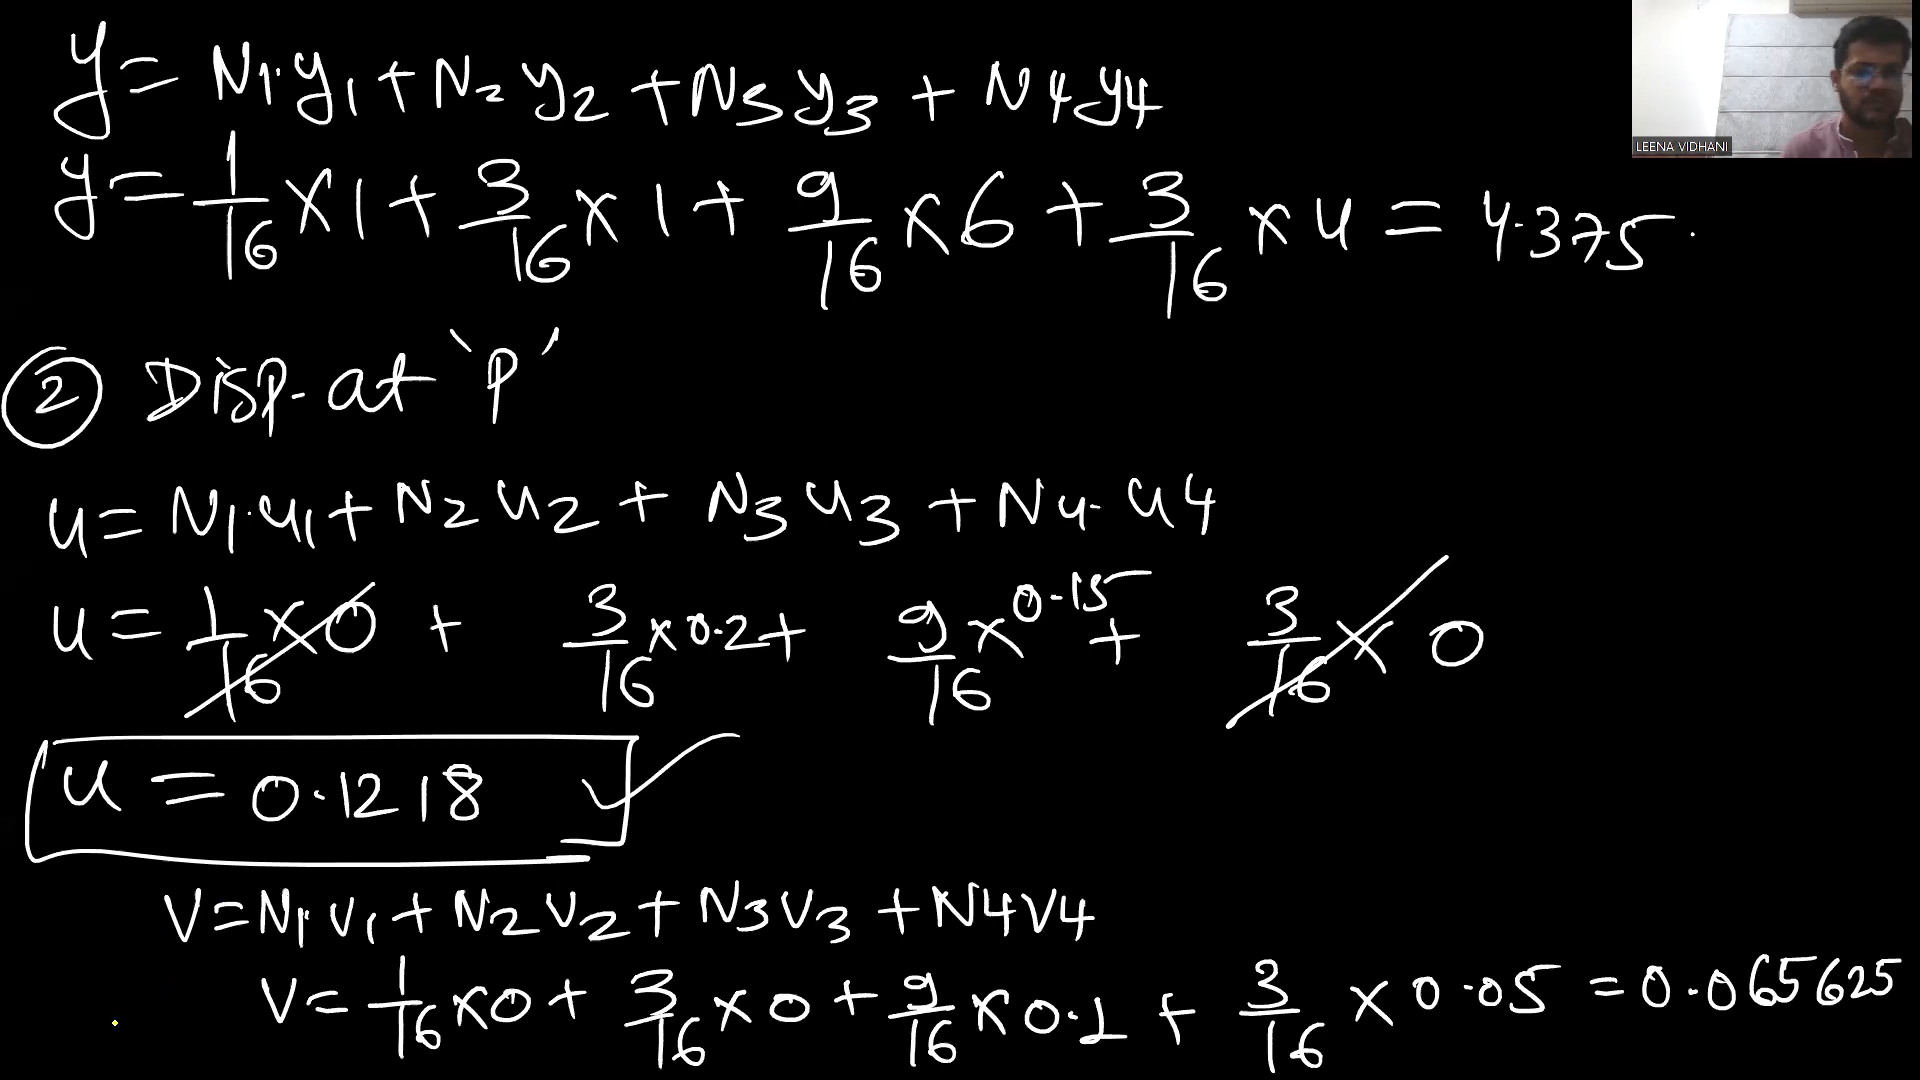 y = N1·y1 + N2 y2 + N3 y3 + N4y4
LEENA VIDHANI
y = 1/16 × 1 + 3/16 × 1 + 9/16 × 6 + 3/16 × 4 = 4.375.
② Disp. at 'P'
u = N1·u1 + N2 u2 + N3 u3 + N4·u4
u = 1/16 × 0 + 3/16 × 0.2 + 9/16 × 0.15 + 3/16 × 0
u = 0.1218 ✓
V = N1 V1 + N2 V2 + N3 V3 + N4 V4
V = 1/16 × 0 + 3/16 × 0 + 9/16 × 0.1 + 3/16 × 0.05 = 0.065625